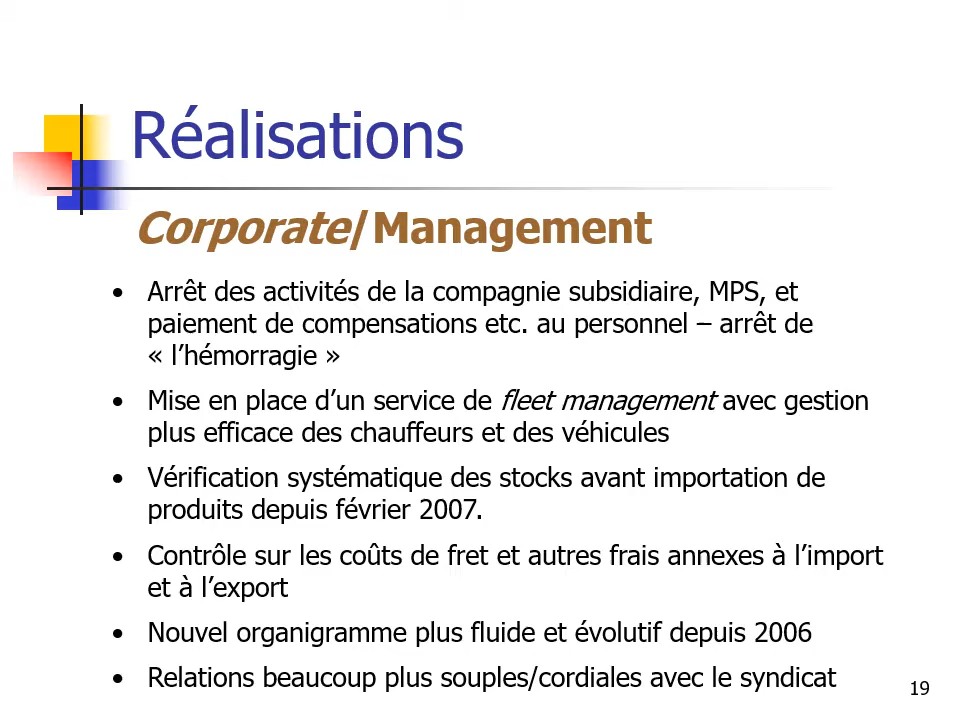 Réalisations
Corporate/Management
• Arrêt des activités de la compagnie subsidiaire, MPS, et
paiement de compensations etc. au personnel – arrêt de
« l’hémorragie »
• Mise en place d’un service de fleet management avec gestion
plus efficace des chauffeurs et des véhicules
• Vérification systématique des stocks avant importation de
produits depuis février 2007.
• Contrôle sur les coûts de fret et autres frais annexes à l’import
et à l’export
• Nouvel organigramme plus fluide et évolutif depuis 2006
• Relations beaucoup plus souples/cordiales avec le syndicat
19